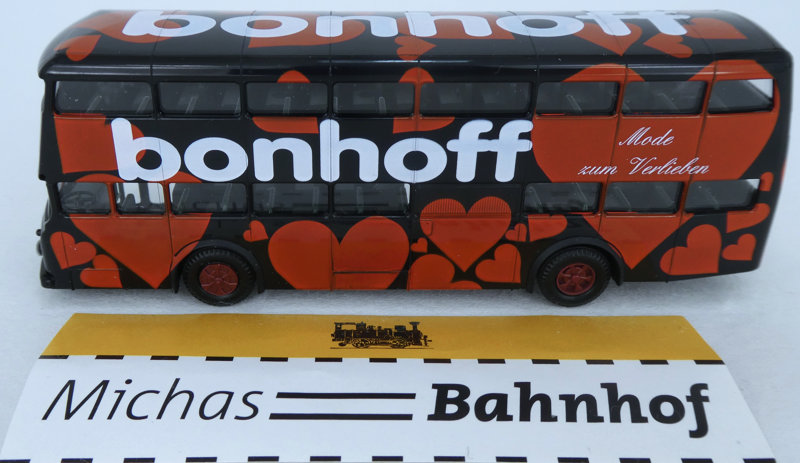 bonhoff
bonhoff
Mode
zum Verlieben
Michas Bahnhof